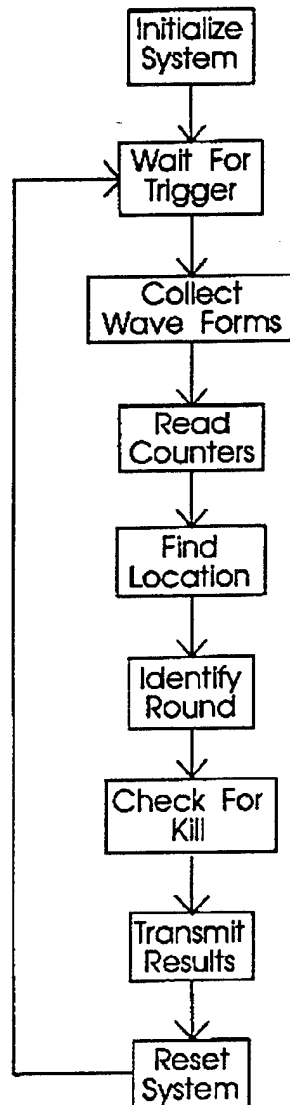 Initialize
System
Wait For
Trigger
Collect
Wave Forms
Read
Counters
Find
Location
Identify
Round
Check For
Kill
Transmit
Results
Reset
System